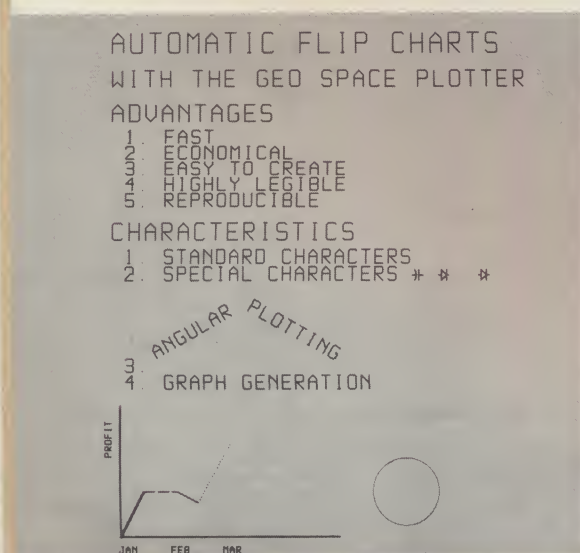 AUTOMATIC FLIP CHARTS
WITH THE GEO SPACE PLOTTER
ADVANTAGES
1. FAST
2. ECONOMICAL
3. EASY TO CREATE
4. HIGHLY LEGIBLE
5. REPRODUCIBLE
CHARACTERISTICS
1. STANDARD CHARACTERS
2. SPECIAL CHARACTERS * * *
3. ANGULAR PLOTTING
4. GRAPH GENERATION
PROFIT
JAN FEB MAR